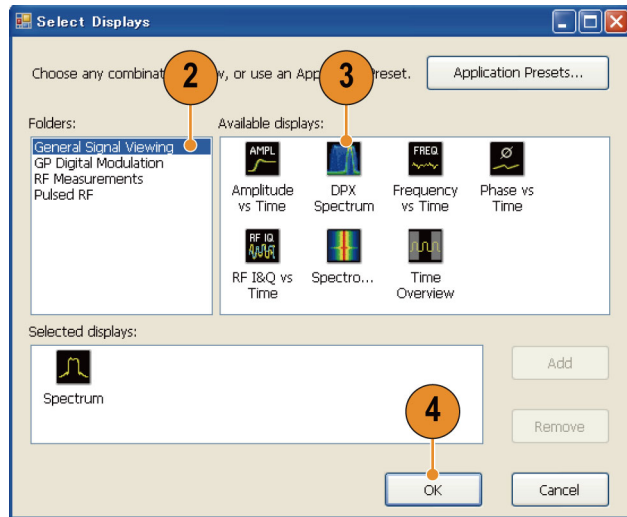 Select Displays
2
3
Choose any combinat v, or use an Ap reset.
Application Presets...
Folders:
Available displays:
General Signal Viewing
GP Digital Modulation
RF Measurements
Pulsed RF
AMPL
FREQ
Ø
Amplitude
vs Time
DPX
Spectrum
Frequency
vs Time
Phase vs
Time
RF IQ
RF I&Q vs
Time
Spectro...
Time
Overview
Selected displays:
Spectrum
Add
Remove
4
OK
Cancel